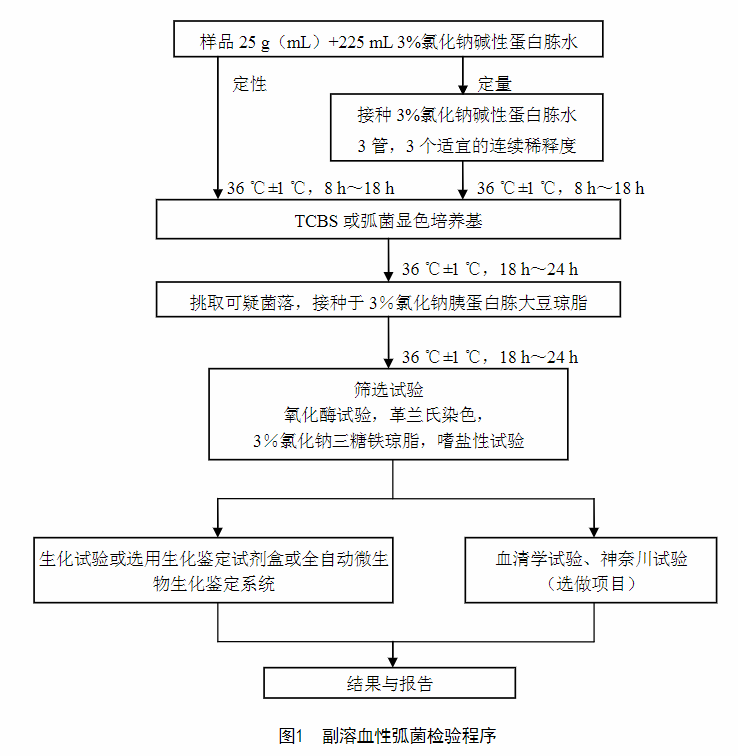 样品 25 g（mL）+225 mL 3%氯化钠碱性蛋白胨水
定性
定量
接种 3%氯化钠碱性蛋白胨水
3 管，3 个适宜的连续稀释度
36 ℃±1 ℃，8 h～18 h
36 ℃±1 ℃，8 h～18 h
TCBS 或弧菌显色培养基
36 ℃±1 ℃，18 h～24 h
挑取可疑菌落，接种于 3％氯化钠胰蛋白胨大豆琼脂
36 ℃±1 ℃，18 h～24 h
筛选试验
氧化酶试验，革兰氏染色，
3％氯化钠三糖铁琼脂，嗜盐性试验
生化试验或选用生化鉴定试剂盒或全自动微生
物生化鉴定系统
血清学试验、神奈川试验
（选做项目）
结果与报告
图1 副溶血性弧菌检验程序